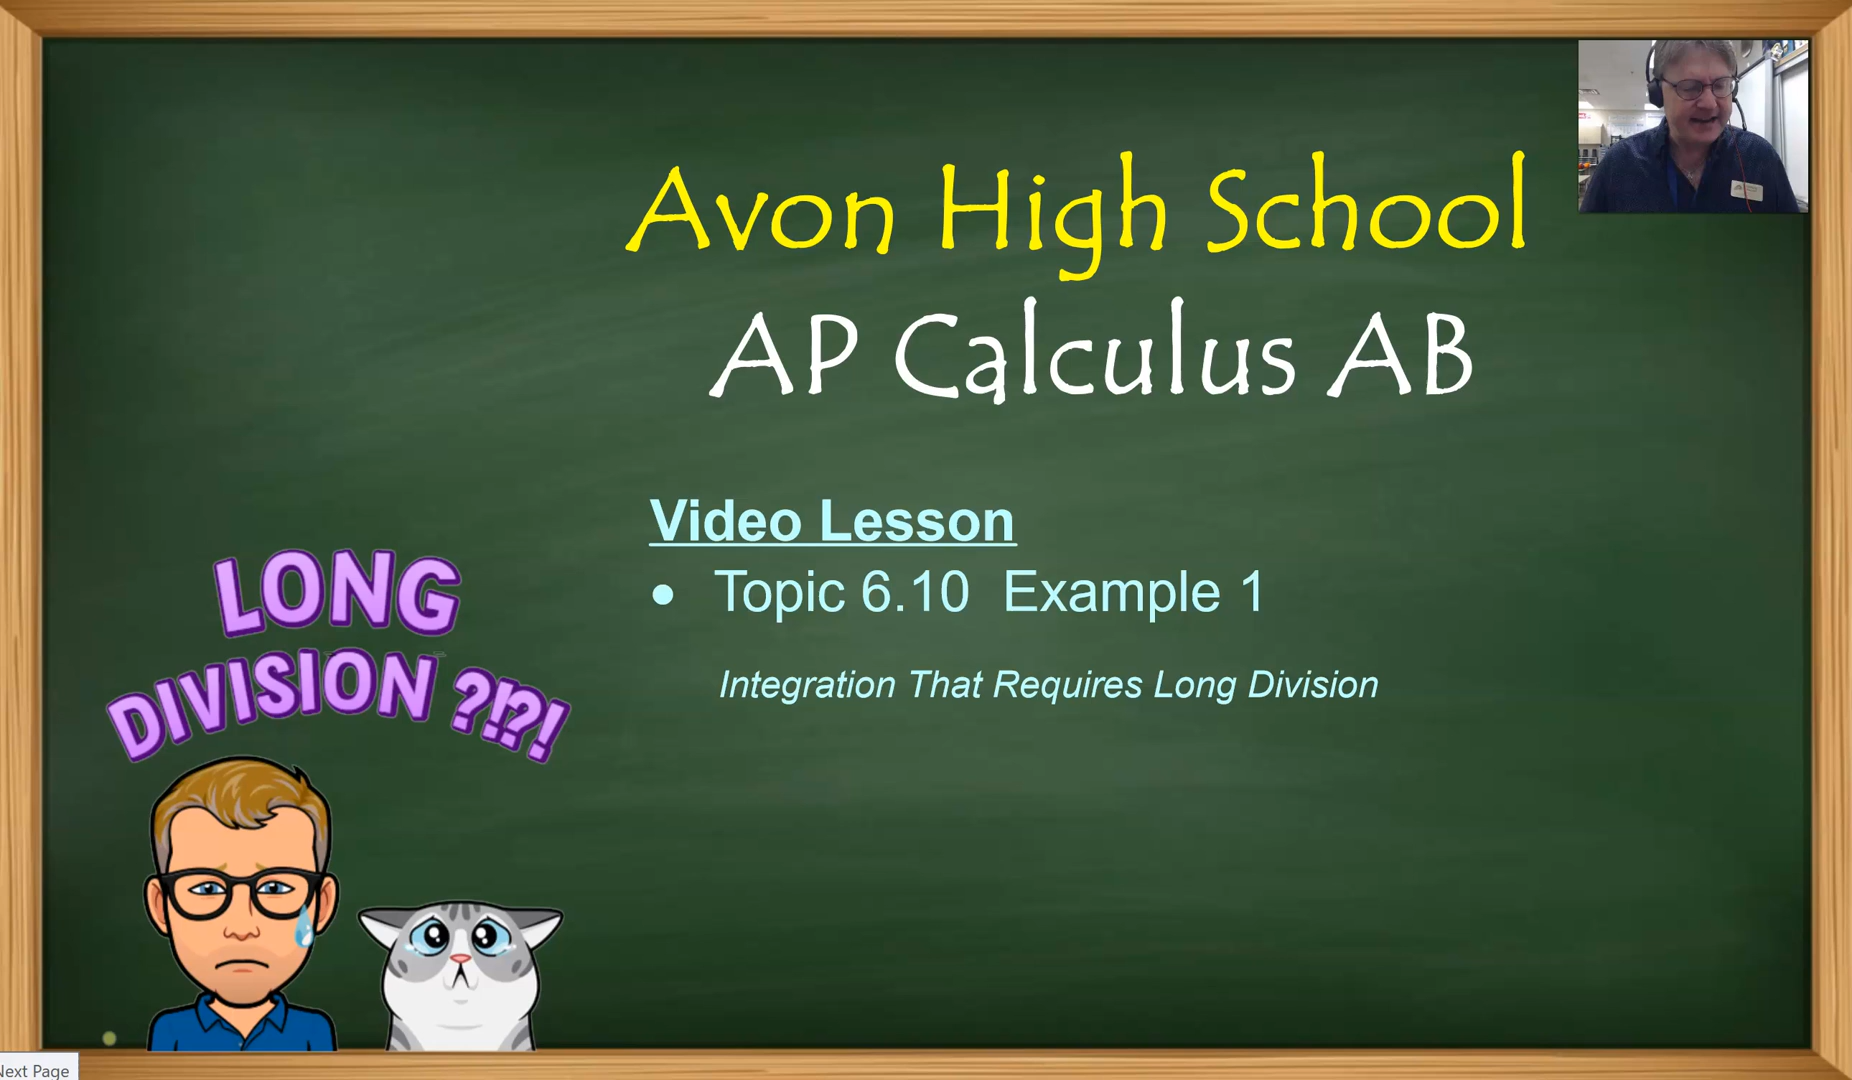 Avon High School
AP Calculus AB
Video Lesson
• Topic 6.10 Example 1
Integration That Requires Long Division
LONG
DIVISION ?!?!
Next Page